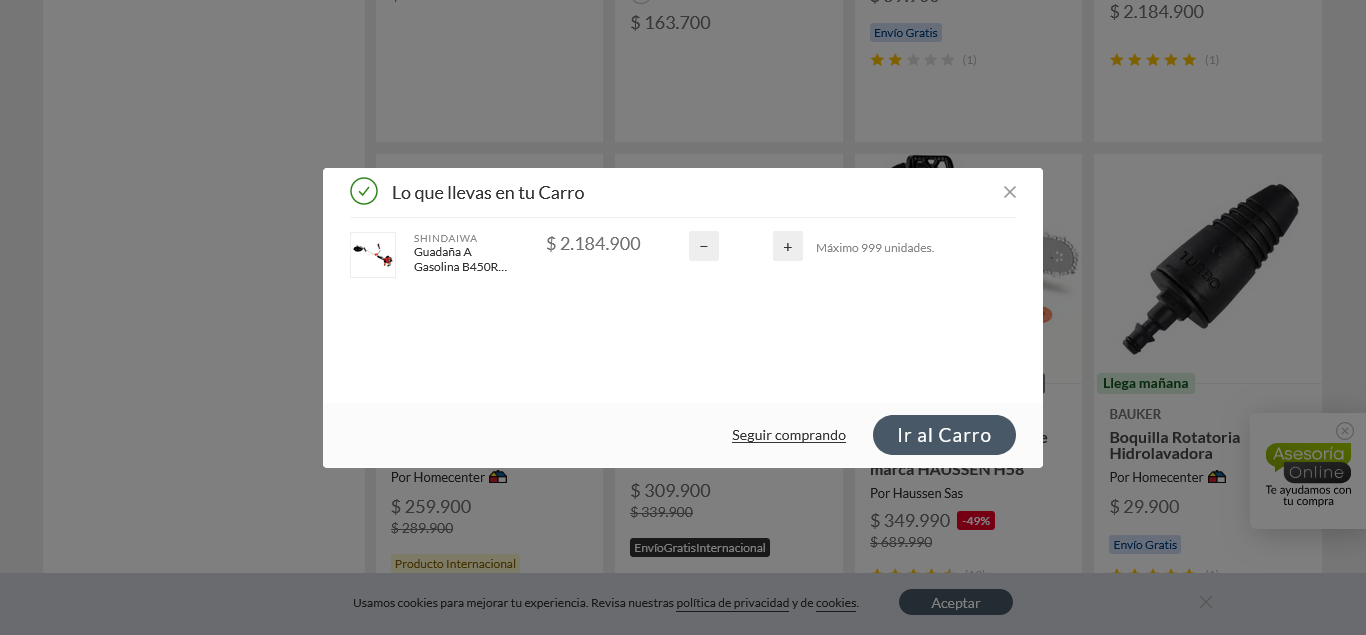 $ 163.700
$ 2.184.900
Envío Gratis
(1)
(1)
Lo que llevas en tu Carro
SHINDAIWA
Guadaña A
Gasolina B450R...
$ 2.184.900
−
+
Máximo 999 unidades.
Seguir comprando
Ir al Carro
TURBO
Llega mañana
BAUKER
Boquilla Rotatoria
Hidrolavadora
Por Homecenter
$ 29.900
Envío Gratis
(1)
Por Homecenter
$ 259.900
$ 289.900
Producto Internacional
$ 309.900
$ 339.900
EnvíoGratisInternacional
marca HAUSSEN H58
Por Haussen Sas
$ 349.990 -49%
$ 689.990
Asesoría
Online
Te ayudamos con
tu compra
Usamos cookies para mejorar tu experiencia. Revisa nuestras política de privacidad y de cookies.
Aceptar